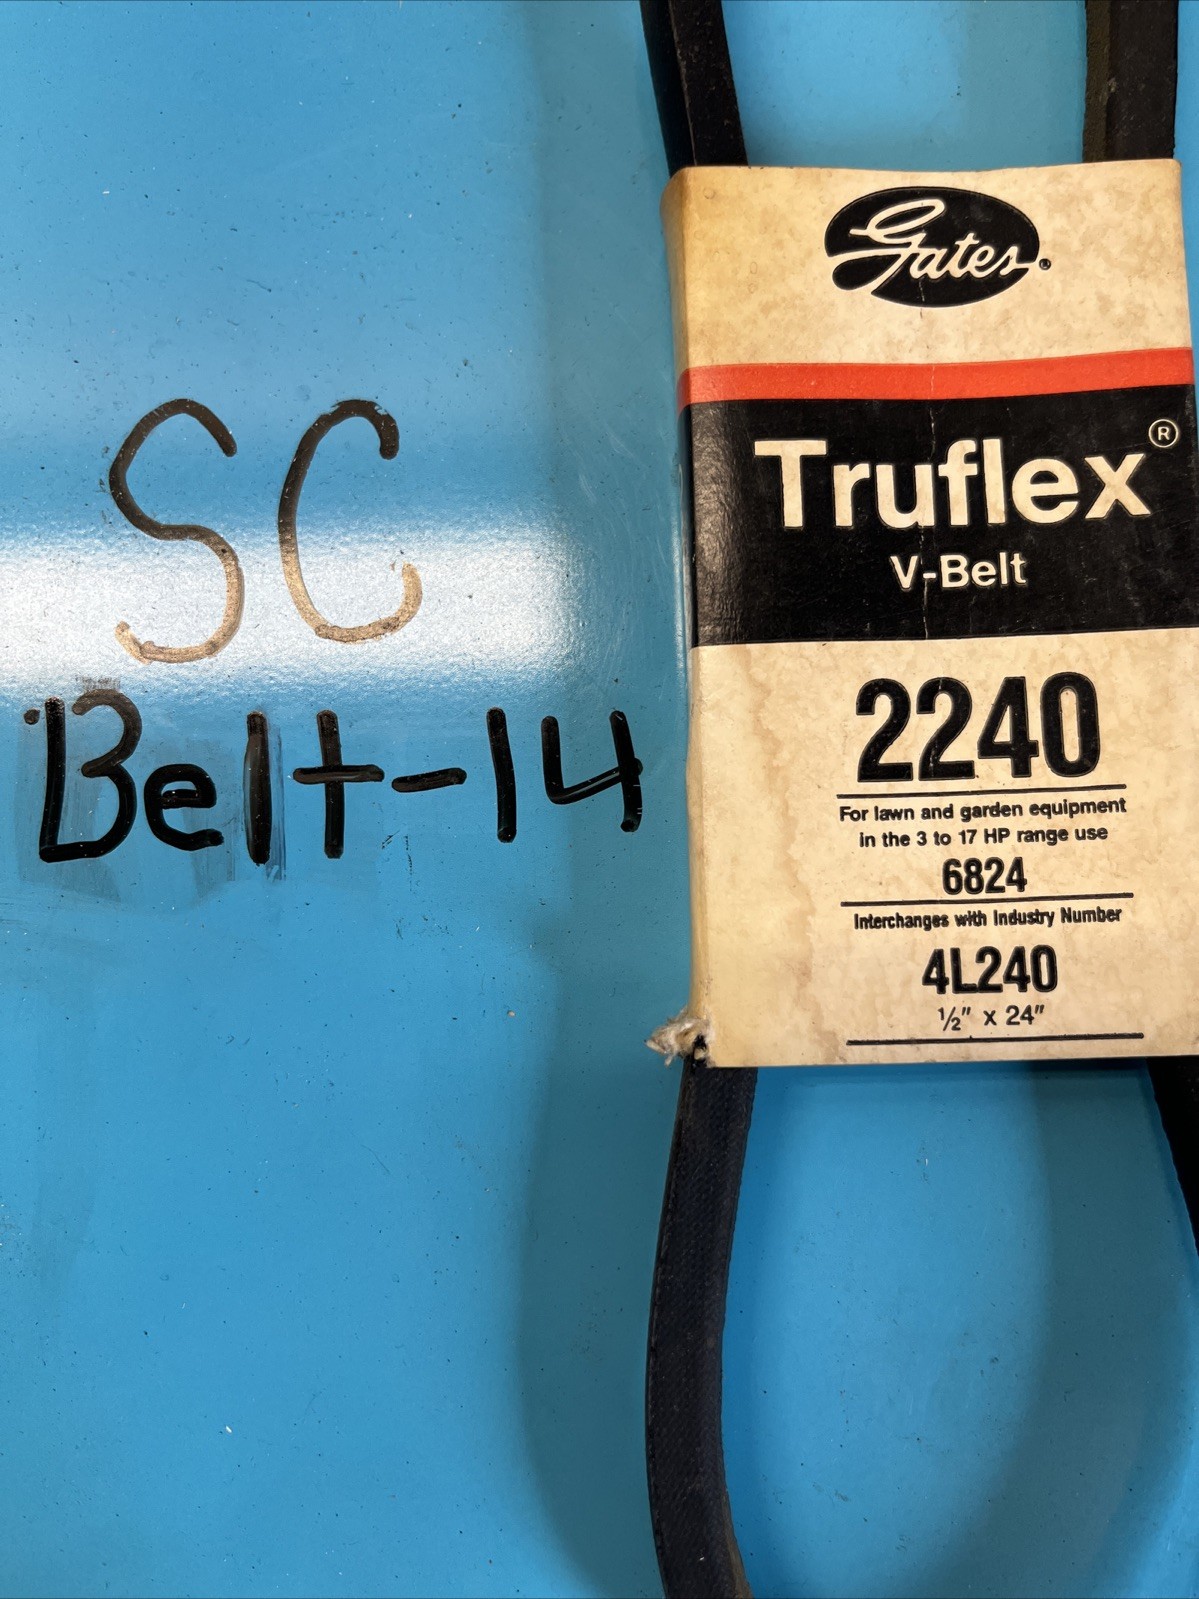 SC
Belt-14
Gates®
Truflex®
V-Belt
2240
For lawn and garden equipment
in the 3 to 17 HP range use
6824
Interchanges with Industry Number
4L240
½" x 24"